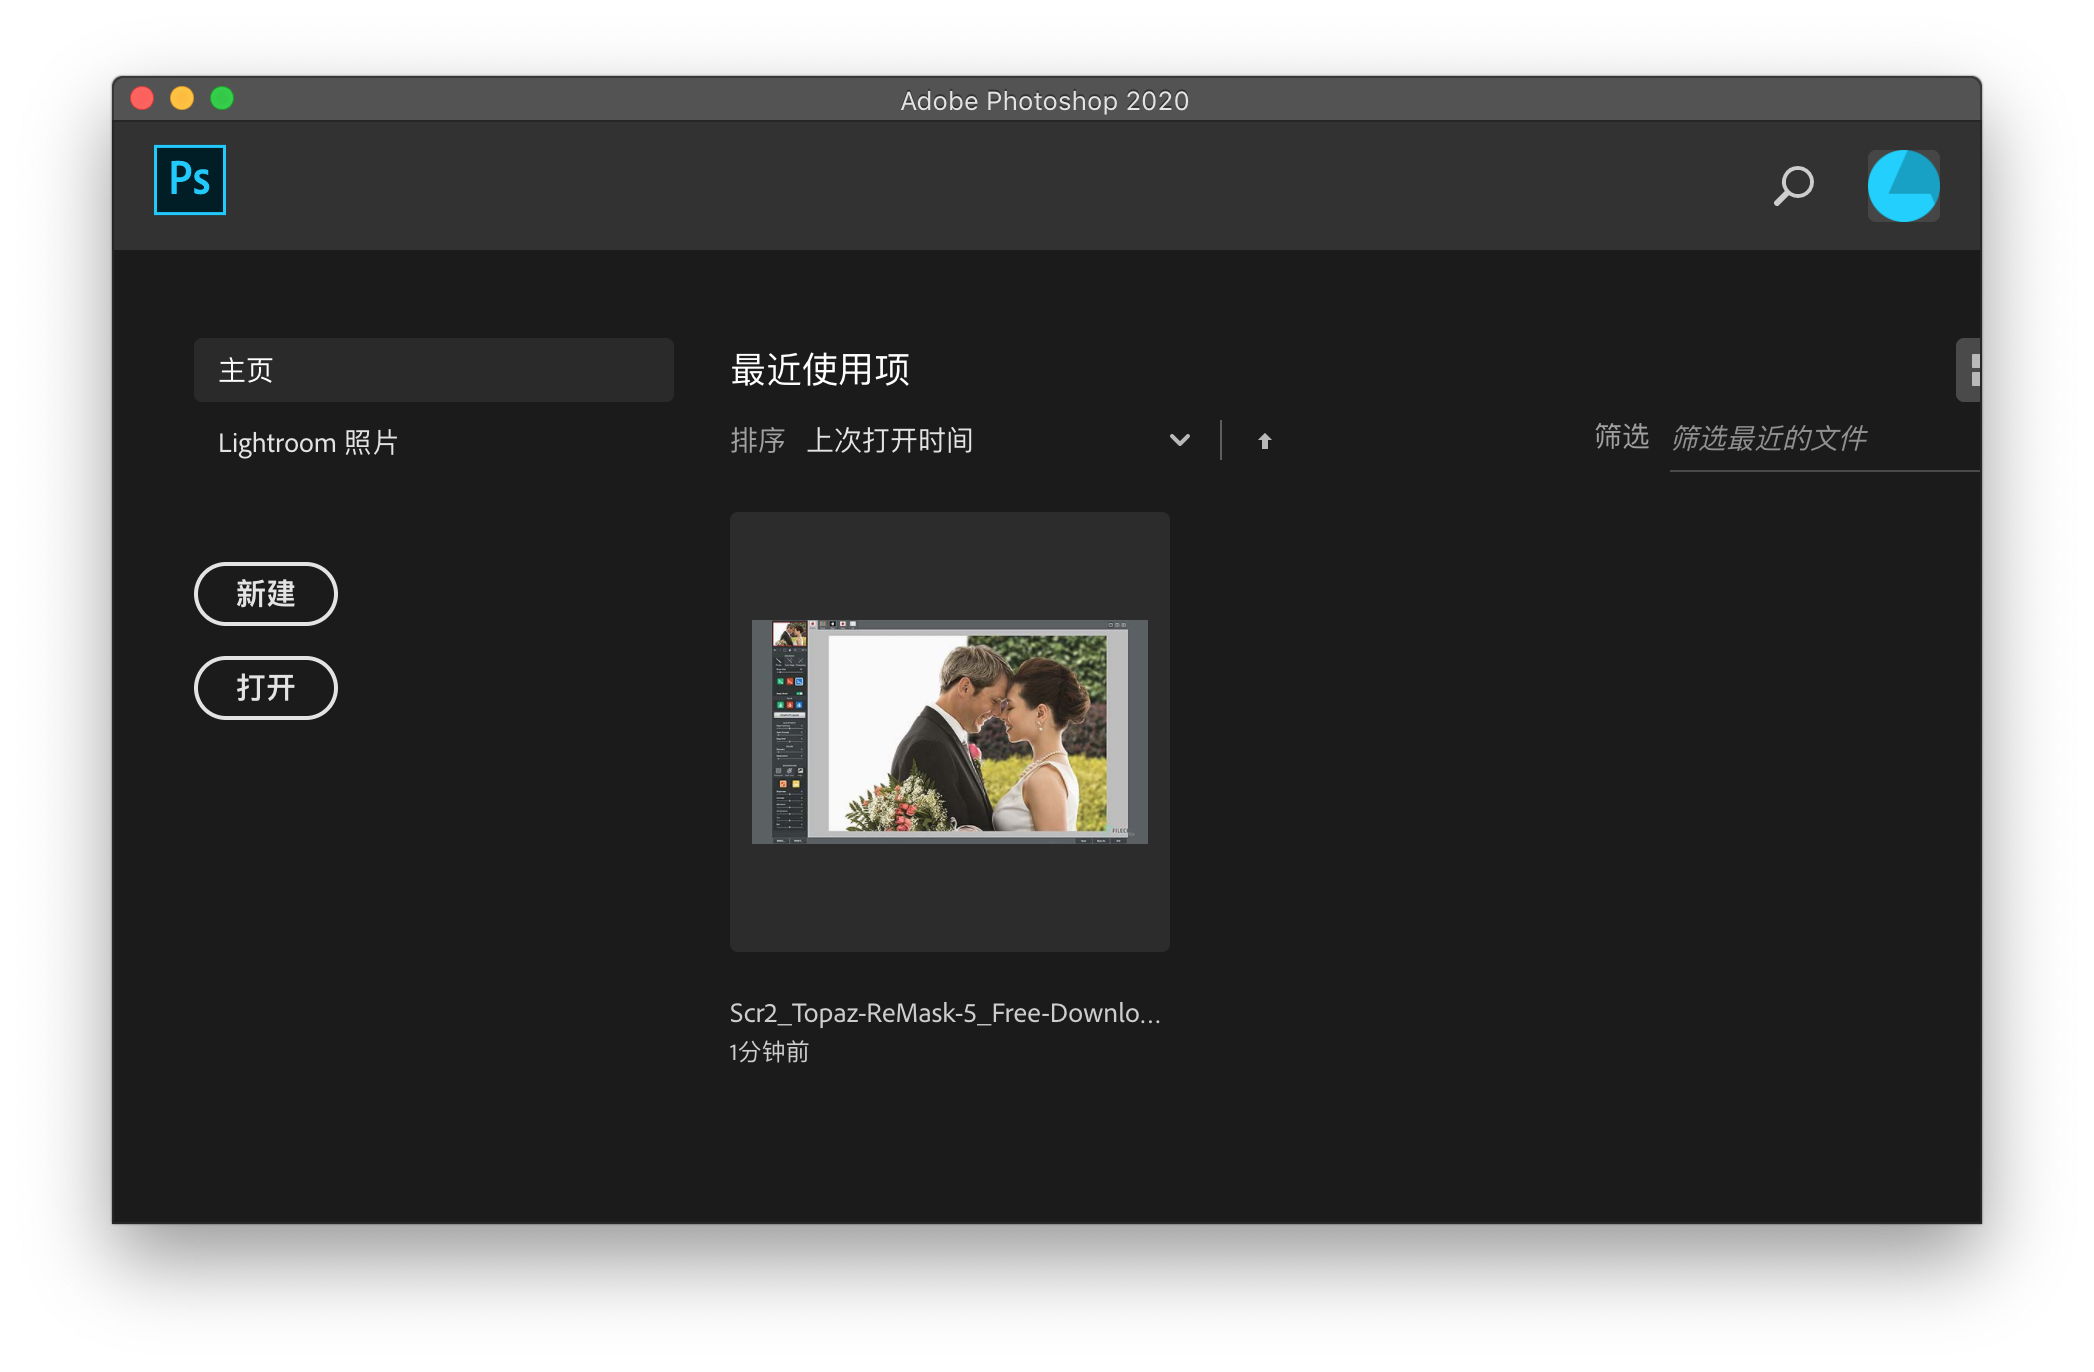 Adobe Photoshop 2020
Ps
主页
Lightroom 照片
新建
打开
最近使用项
排序 上次打开时间
筛选 筛选最近的文件
Scr2_Topaz-ReMask-5_Free-Downlo...
1分钟前